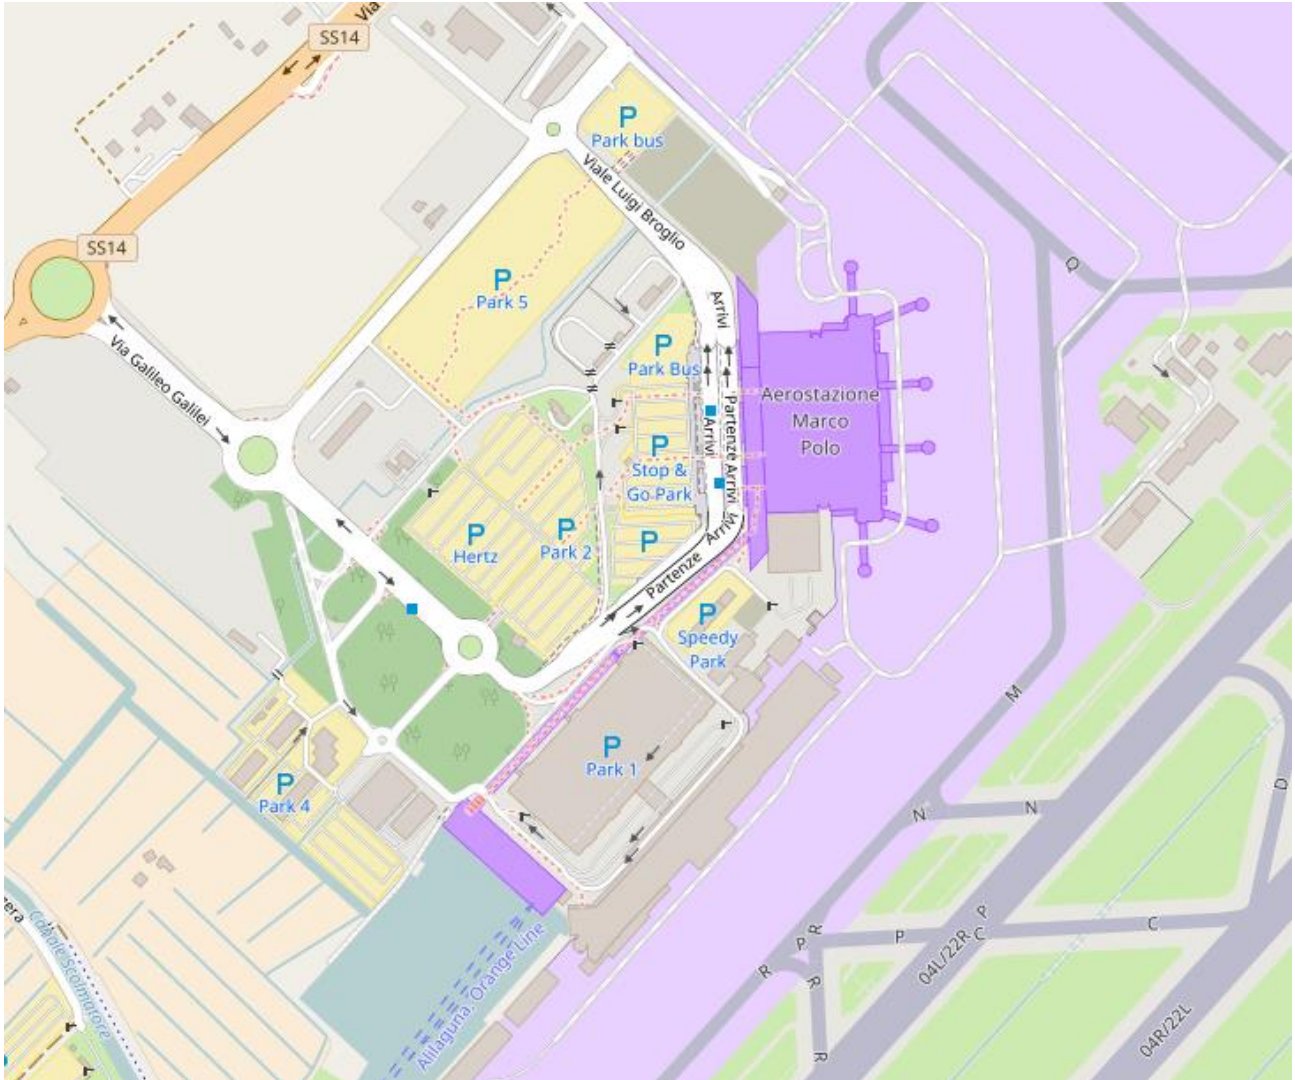 Via
SS14
P
Park bus
Viale Luigi Broglio
SS14
Q
P
Park 5
Arrivi
Via Galileo Galilei
P
Park Bus
Aerostazione
Marco
Polo
Partenze Arrivi
Arrivi
P
Stop &
Go Park
P
Hertz
P
Park 2
P
Arrivi
Partenze
P
Speedy
Park
M
P
Park 1
P
Park 4
D
N
N
Canale Scolmatore
P
C
C
P
P
R
R
R
R
04L/22R
04R/22L
Alilaguna, Orange Line